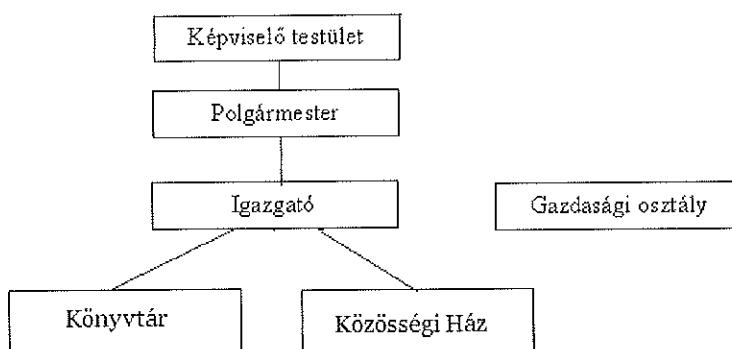 Képviselő testület
Polgármester
Igazgató
Gazdasági osztály
Könyvtár
Közösségi Ház